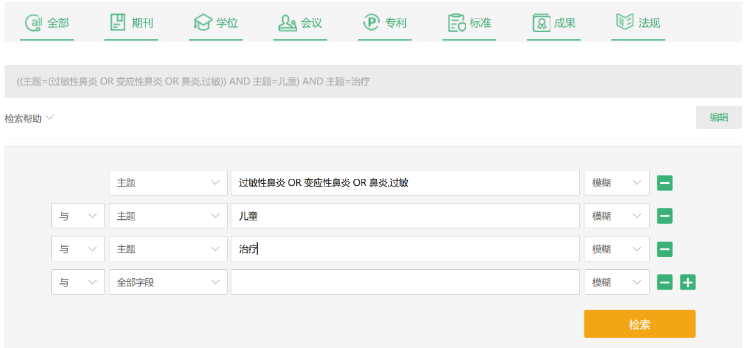 all 全部 期刊 学位 会议 P 专利 标准 成果 法规
((主题=(过敏性鼻炎 OR 变应性鼻炎 OR 鼻炎,过敏)) AND 主题=儿童) AND 主题=治疗
检索帮助 编辑
主题 过敏性鼻炎 OR 变应性鼻炎 OR 鼻炎,过敏 模糊
与 主题 儿童 模糊
与 主题 治疗 模糊
与 全部字段 模糊
检索